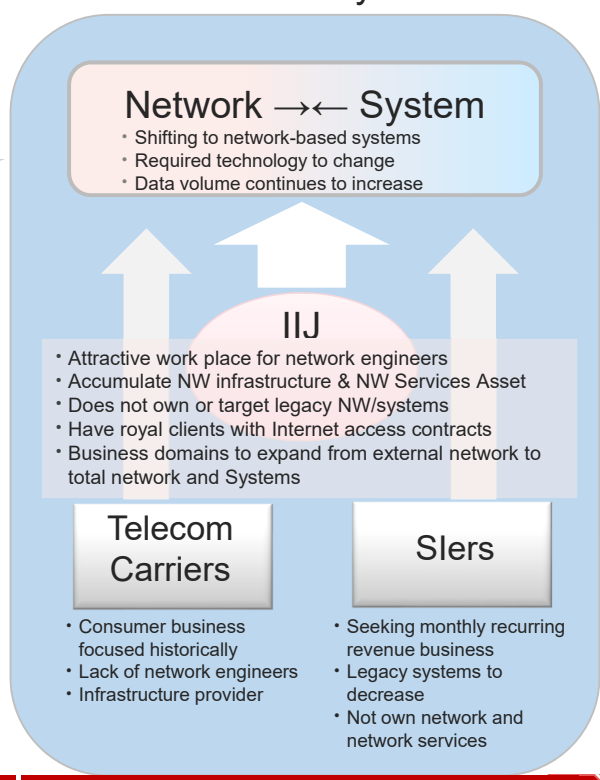 Network →← System
・Shifting to network-based systems
・Required technology to change
・Data volume continues to increase
IIJ
・Attractive work place for network engineers
・Accumulate NW infrastructure & NW Services Asset
・Does not own or target legacy NW/systems
・Have royal clients with Internet access contracts
・Business domains to expand from external network to
total network and Systems
Telecom
Carriers
・Consumer business
focused historically
・Lack of network engineers
・Infrastructure provider
SIers
・Seeking monthly recurring
revenue business
・Legacy systems to
decrease
・Not own network and
network services